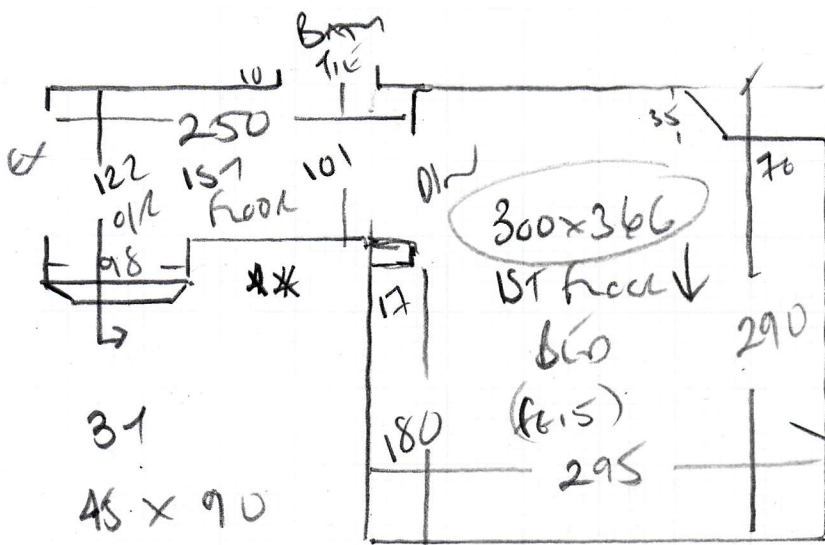 BATH
TILE
10
250
35
122 1ST 101
FLOOR
70
DIV
300x366
98
**
17
1ST FLOOR
BED
290
31
180
295
45 x 90